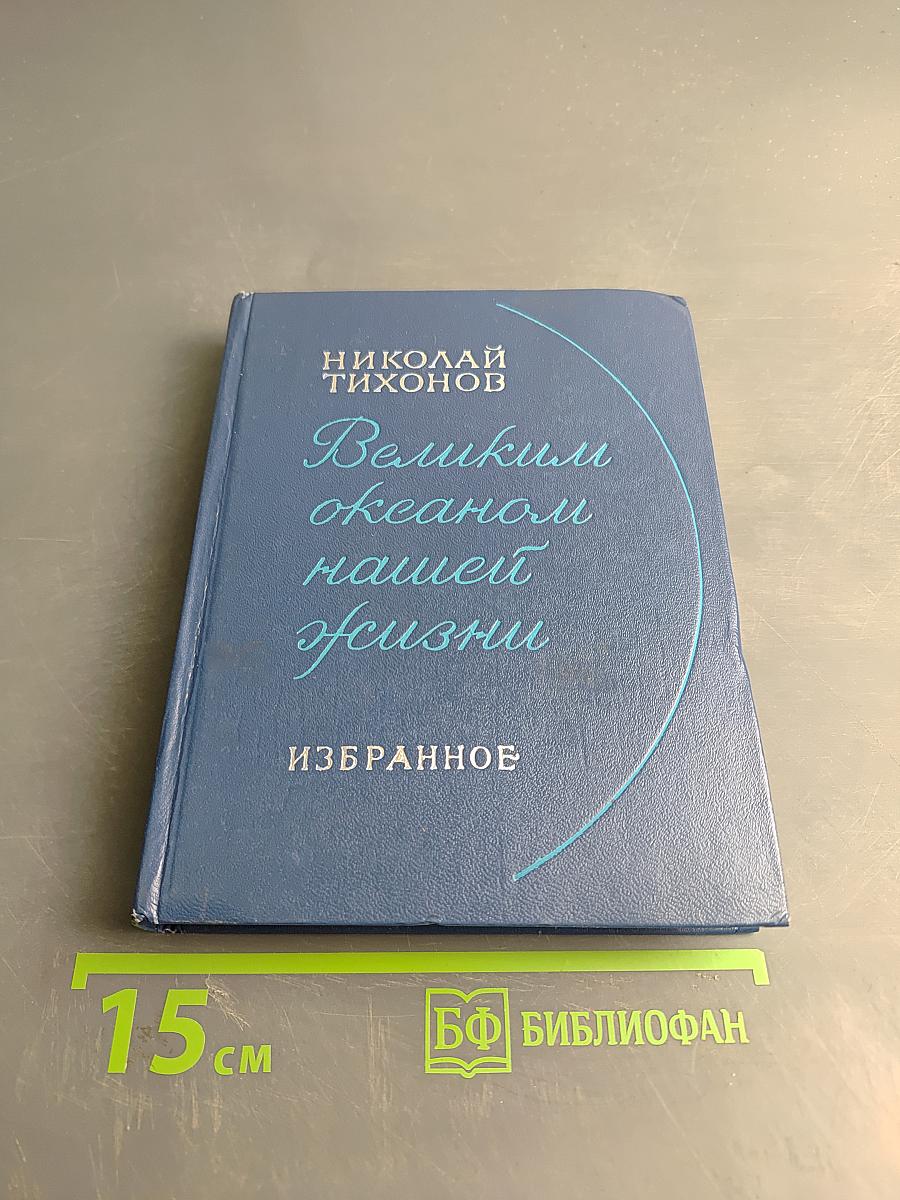 НИКОЛАЙ
ТИХОНОВ
Великим
океаном
нашей
жизни
ИЗБРАННОЕ
15 см
БФ БИБЛИОФАН